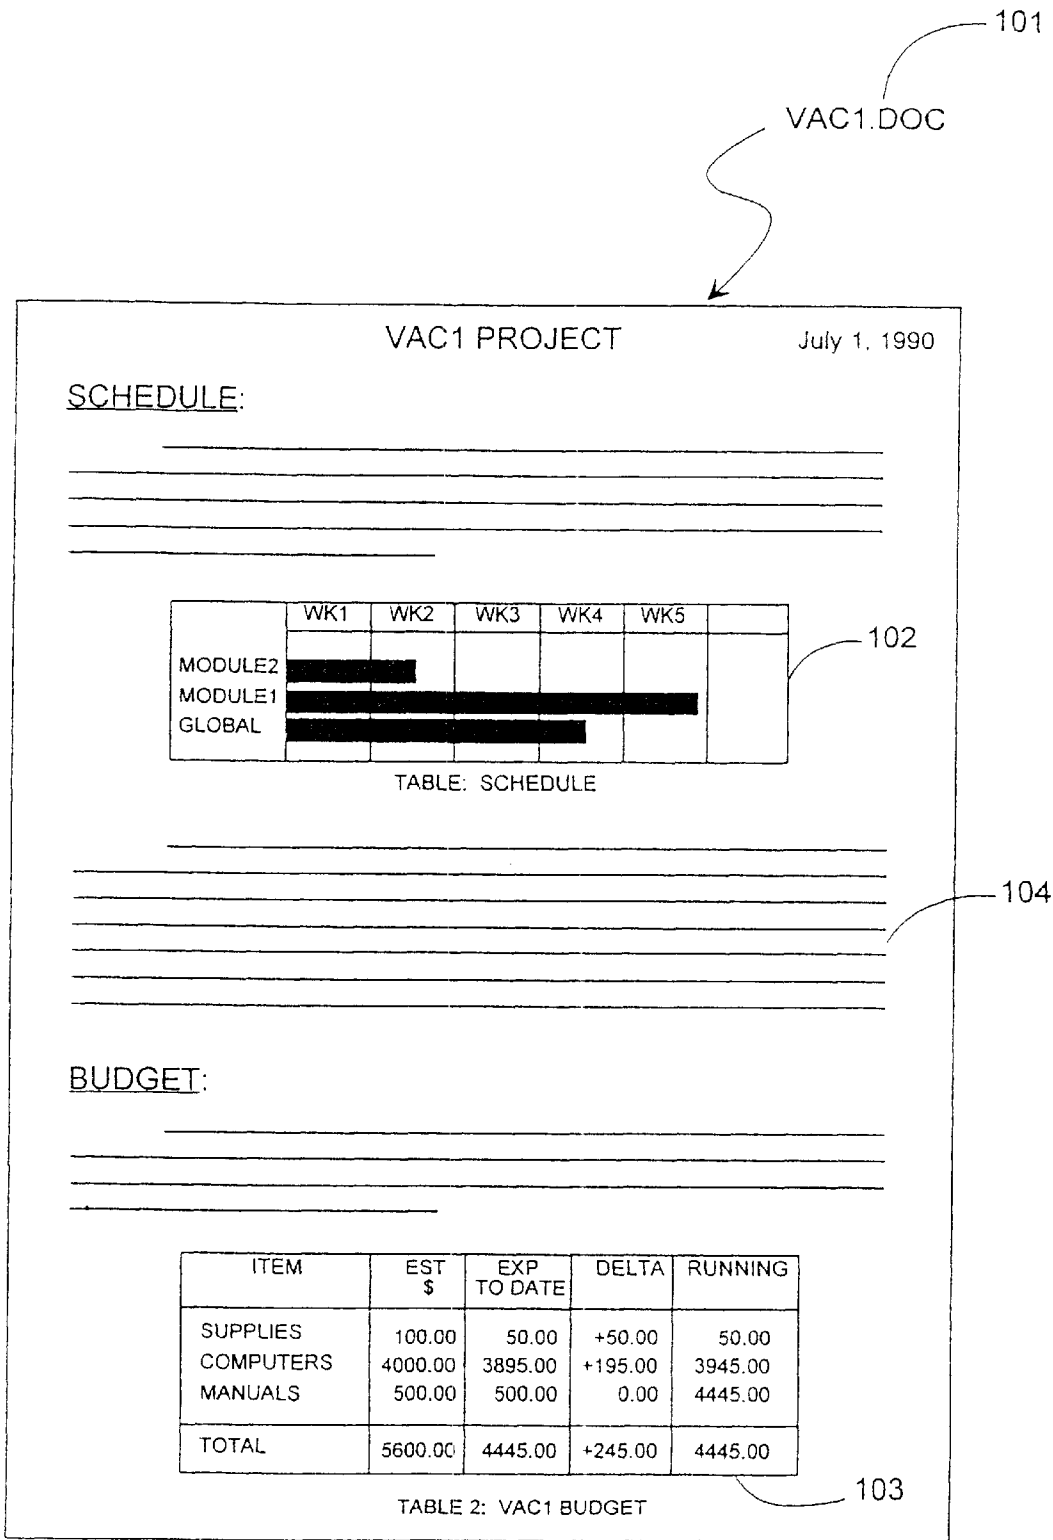 101
VAC1.DOC
VAC1 PROJECT July 1, 1990
SCHEDULE:
WK1 WK2 WK3 WK4 WK5
102
MODULE2
MODULE1
GLOBAL
TABLE: SCHEDULE
104
BUDGET:
ITEM EST $ EXP TO DATE DELTA RUNNING
SUPPLIES 100.00 50.00 +50.00 50.00
COMPUTERS 4000.00 3895.00 +195.00 3945.00
MANUALS 500.00 500.00 0.00 4445.00
TOTAL 5600.00 4445.00 +245.00 4445.00
103
TABLE 2: VAC1 BUDGET